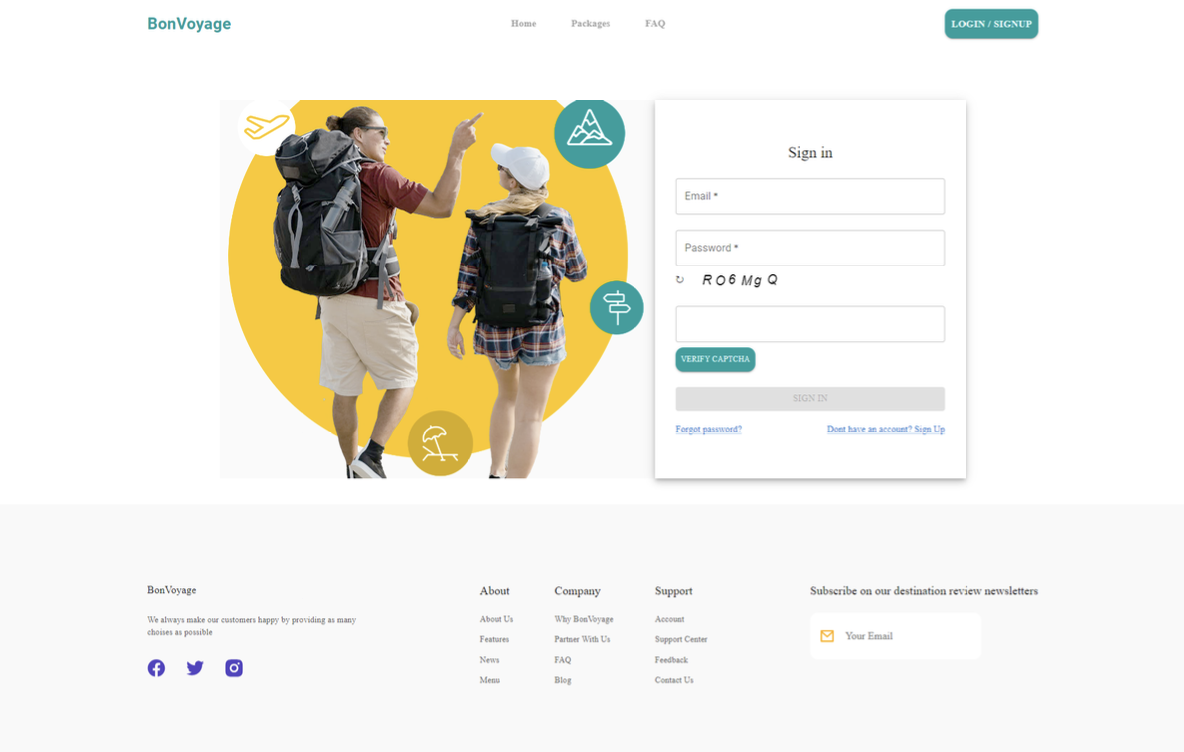 BonVoyage
Home
Packages
FAQ
LOGIN / SIGNUP
Sign in
Email *
Password *
↻ RO6MgQ
VERIFY CAPTCHA
SIGN IN
Forgot password?
Dont have an account? Sign Up
BonVoyage
We always make our customers happy by providing as many
choises as possible
About
About Us
Features
News
Menu
Company
Why BonVoyage
Partner With Us
FAQ
Blog
Support
Account
Support Center
Feedback
Contact Us
Subscribe on our destination review newsletters
Your Email